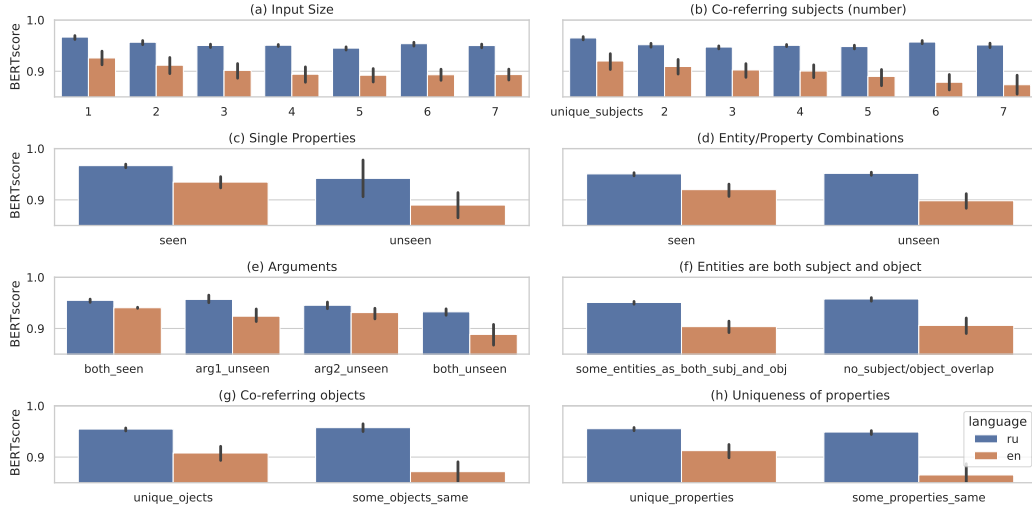 (a) Input Size
(b) Co-referring subjects (number)
BERTscore
1.0
0.9
1 2 3 4 5 6 7
unique_subjects 2 3 4 5 6 7
(c) Single Properties
(d) Entity/Property Combinations
BERTscore
1.0
0.9
seen unseen
seen unseen
(e) Arguments
(f) Entities are both subject and object
BERTscore
1.0
0.9
both_seen arg1_unseen arg2_unseen both_unseen
some_entities_as_both_subj_and_obj no_subject/object_overlap
(g) Co-referring objects
(h) Uniqueness of properties
BERTscore
1.0
0.9
language
ru
en
unique_ojects some_objects_same
unique_properties some_properties_same